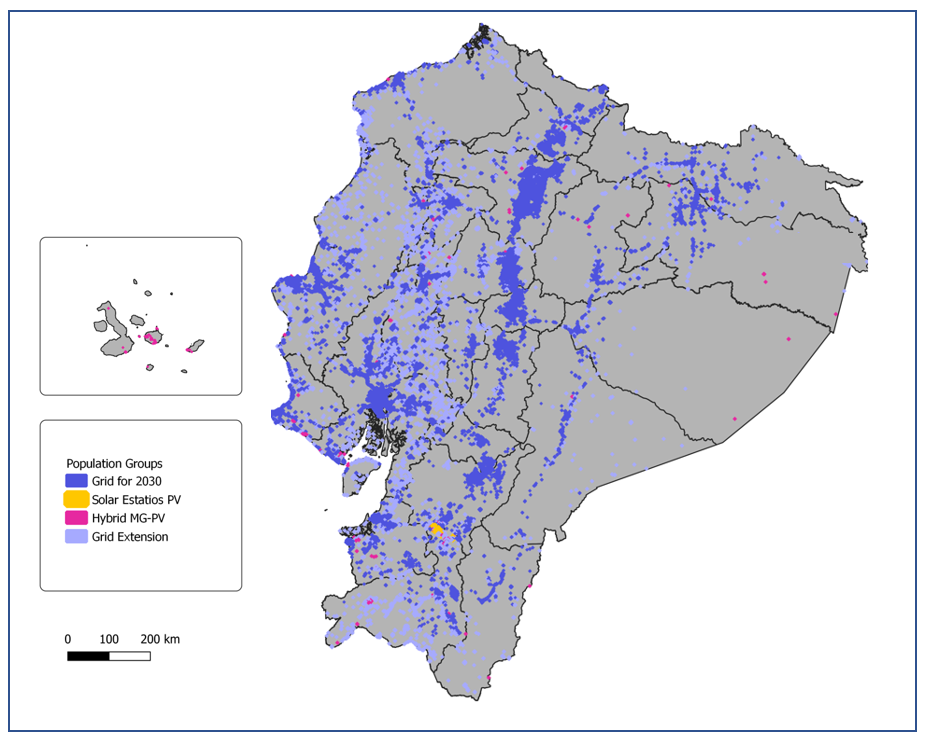 Population Groups
Grid for 2030
Solar Estatios PV
Hybrid MG-PV
Grid Extension
0 100 200 km